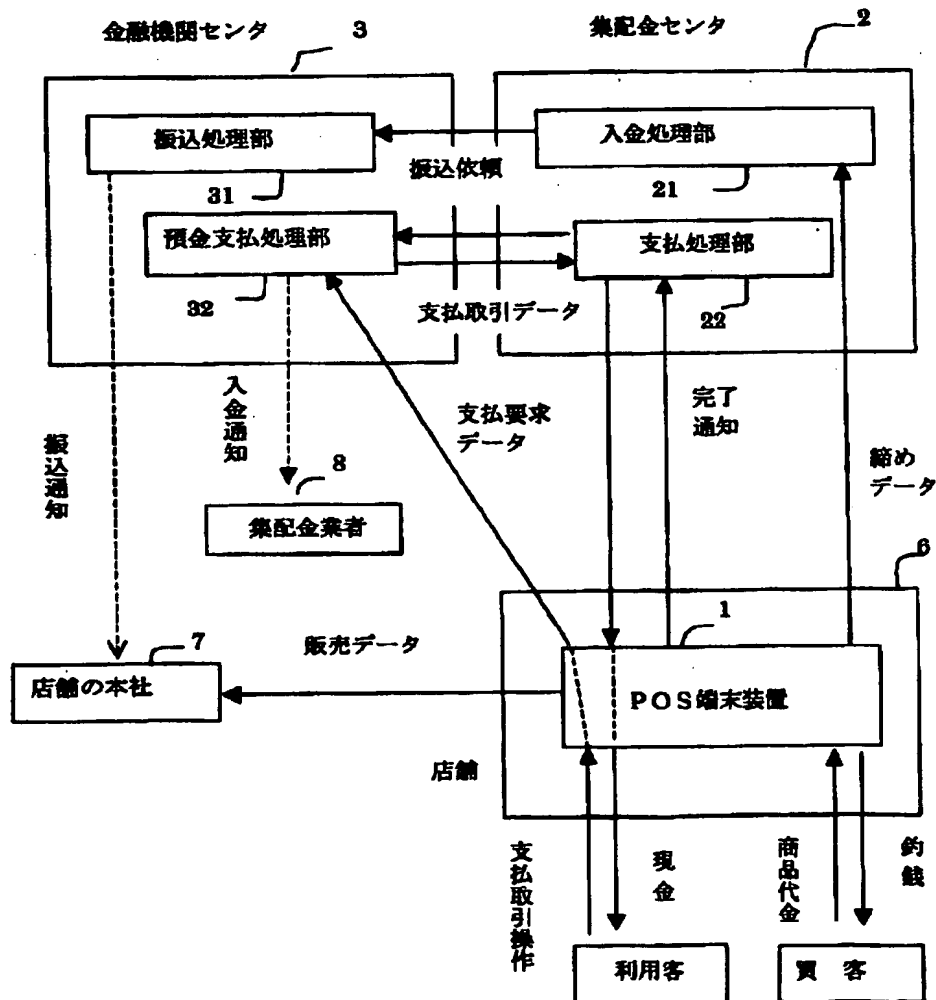 金融機関センタ
3
集配金センタ
2
振込処理部
入金処理部
振込依頼
31
21
預金支払処理部
支払処理部
32
支払取引データ
22
入金通知
支払要求
データ
完了
通知
締め
データ
振込通知
8
集配金業者
6
1
7
販売データ
店舗の本社
POS端末装置
店舗
支払取引操作
現金
商品代金
釣銭
利用客
買 客